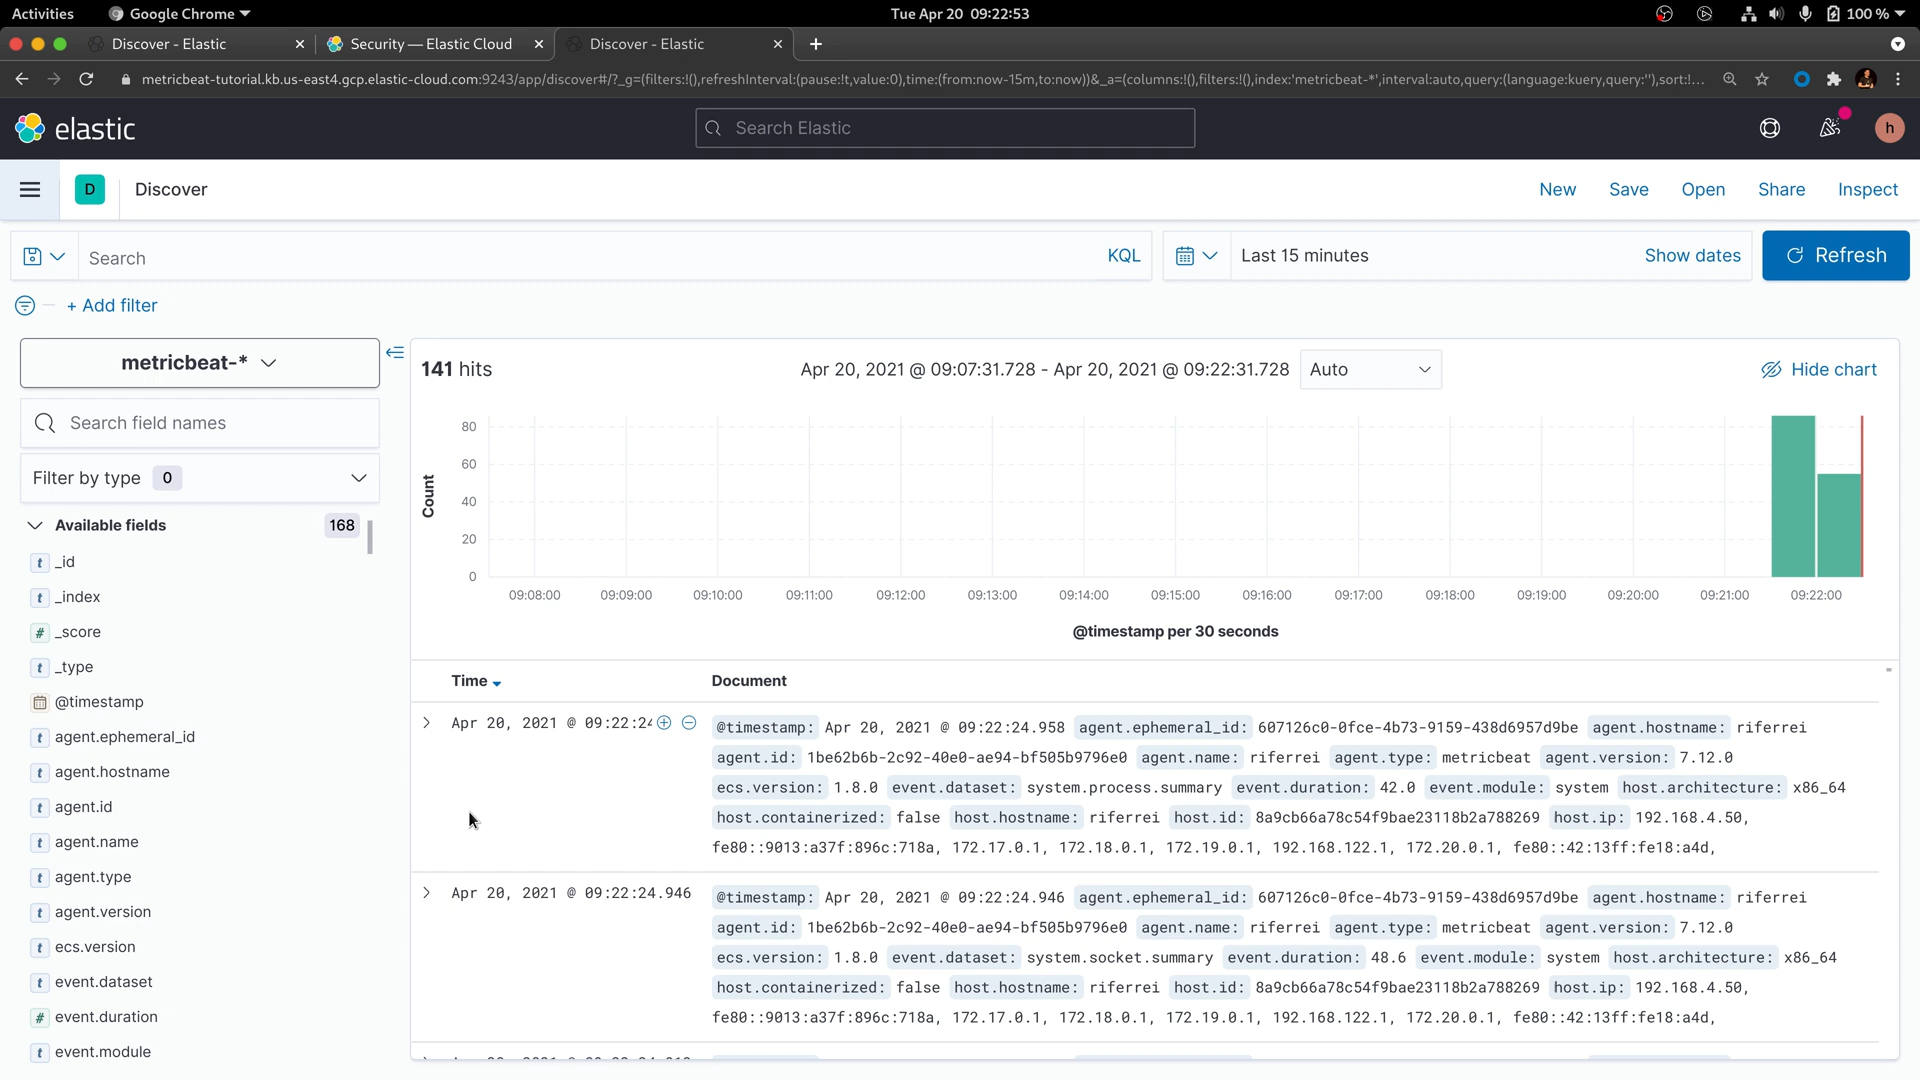 Activities Google Chrome Tue Apr 20 09:22:53 100 %
Discover - Elastic Security — Elastic Cloud Discover - Elastic
metricbeat-tutorial.kb.us-east4.gcp.elastic-cloud.com:9243/app/discover#/?_g=(filters:!(),refreshInterval:(pause:!t,value:0),time:(from:now-15m,to:now))&_a=(columns:!(),filters:!(),index:'metricbeat-*',interval:auto,query:(language:kuery,query:''),sort:!...
elastic Search Elastic h
D Discover New Save Open Share Inspect
Search KQL Last 15 minutes Show dates Refresh
+ Add filter
metricbeat-*
Search field names
Filter by type 0
Available fields 168
t _id
t _index
# _score
t _type
@timestamp
t agent.ephemeral_id
t agent.hostname
t agent.id
t agent.name
t agent.type
t agent.version
t ecs.version
t event.dataset
# event.duration
t event.module
141 hits Apr 20, 2021 @ 09:07:31.728 - Apr 20, 2021 @ 09:22:31.728 Auto Hide chart
80
60
40
20
0
Count
09:08:00 09:09:00 09:10:00 09:11:00 09:12:00 09:13:00 09:14:00 09:15:00 09:16:00 09:17:00 09:18:00 09:19:00 09:20:00 09:21:00 09:22:00
@timestamp per 30 seconds
Time Document
Apr 20, 2021 @ 09:22:24 @timestamp: Apr 20, 2021 @ 09:22:24.958 agent.ephemeral_id: 607126c0-0fce-4b73-9159-438d6957d9be agent.hostname: riferrei
agent.id: 1be62b6b-2c92-40e0-ae94-bf505b9796e0 agent.name: riferrei agent.type: metricbeat agent.version: 7.12.0
ecs.version: 1.8.0 event.dataset: system.process.summary event.duration: 42.0 event.module: system host.architecture: x86_64
host.containerized: false host.hostname: riferrei host.id: 8a9cb66a78c54f9bae23118b2a788269 host.ip: 192.168.4.50,
fe80::9013:a37f:896c:718a, 172.17.0.1, 172.18.0.1, 172.19.0.1, 192.168.122.1, 172.20.0.1, fe80::42:13ff:fe18:a4d,
Apr 20, 2021 @ 09:22:24.946 @timestamp: Apr 20, 2021 @ 09:22:24.946 agent.ephemeral_id: 607126c0-0fce-4b73-9159-438d6957d9be agent.hostname: riferrei
agent.id: 1be62b6b-2c92-40e0-ae94-bf505b9796e0 agent.name: riferrei agent.type: metricbeat agent.version: 7.12.0
ecs.version: 1.8.0 event.dataset: system.socket.summary event.duration: 48.6 event.module: system host.architecture: x86_64
host.containerized: false host.hostname: riferrei host.id: 8a9cb66a78c54f9bae23118b2a788269 host.ip: 192.168.4.50,
fe80::9013:a37f:896c:718a, 172.17.0.1, 172.18.0.1, 172.19.0.1, 192.168.122.1, 172.20.0.1, fe80::42:13ff:fe18:a4d,